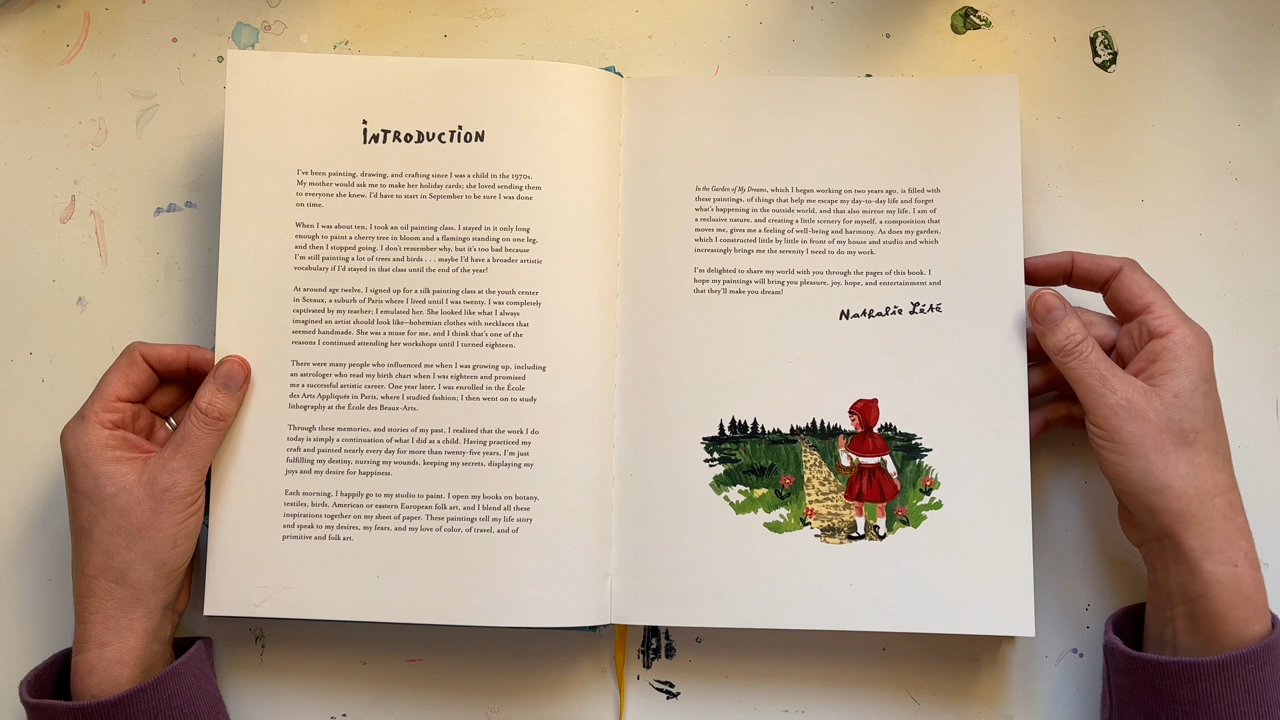 INTRODUCTION
I've been painting, drawing, and crafting since I was a child in the 1970s.
My mother would ask me to make her holiday cards; she loved sending them
to everyone she knew. I'd have to start in September to be sure I was done
on time.
When I was about ten, I took an oil painting class. I stayed in it only long
enough to paint a cherry tree in bloom and a flamingo standing on one leg,
and then I stopped going. I don't remember why, but it's too bad because
I'm still painting a lot of trees and birds . . . maybe I'd have a broader artistic
vocabulary if I'd stayed in that class until the end of the year!
At around age twelve, I signed up for a silk painting class at the youth center
in Sceaux, a suburb of Paris where I lived until I was twenty. I was completely
captivated by my teacher; I emulated her. She looked like what I always
imagined an artist should look like—bohemian clothes with necklaces that
seemed handmade. She was a muse for me, and I think that's one of the
reasons I continued attending her workshops until I turned eighteen.
There were many people who influenced me when I was growing up, including
an astrologer who read my birth chart when I was eighteen and promised
me a successful artistic career. One year later, I was enrolled in the École
des Arts Appliqués in Paris, where I studied fashion; I then went on to study
lithography at the École des Beaux-Arts.
Through these memories, and stories of my past, I realized that the work I do
today is simply a continuation of what I did as a child. Having practiced my
craft and painted nearly every day for more than twenty-five years, I'm just
fulfilling my destiny, nursing my wounds, keeping my secrets, displaying my
joys and my desire for happiness.
Each morning, I happily go to my studio to paint. I open my books on botany,
textiles, birds, American or eastern European folk art, and I blend all these
inspirations together on my sheet of paper. These paintings tell my life story
and speak to my desires, my fears, and my love of color, of travel, and of
primitive and folk art.
In the Garden of My Dreams, which I began working on two years ago, is filled with
these paintings, of things that help me escape my day-to-day life and forget
what's happening in the outside world, and that also mirror my life. I am of
a reclusive nature, and creating a little scenery for myself, a composition that
moves me, gives me a feeling of well-being and harmony. As does my garden,
which I constructed little by little in front of my house and studio and which
increasingly brings me the serenity I need to do my work.
I'm delighted to share my world with you through the pages of this book. I
hope my paintings will bring you pleasure, joy, hope, and entertainment and
that they'll make you dream!
Nathalie Lété